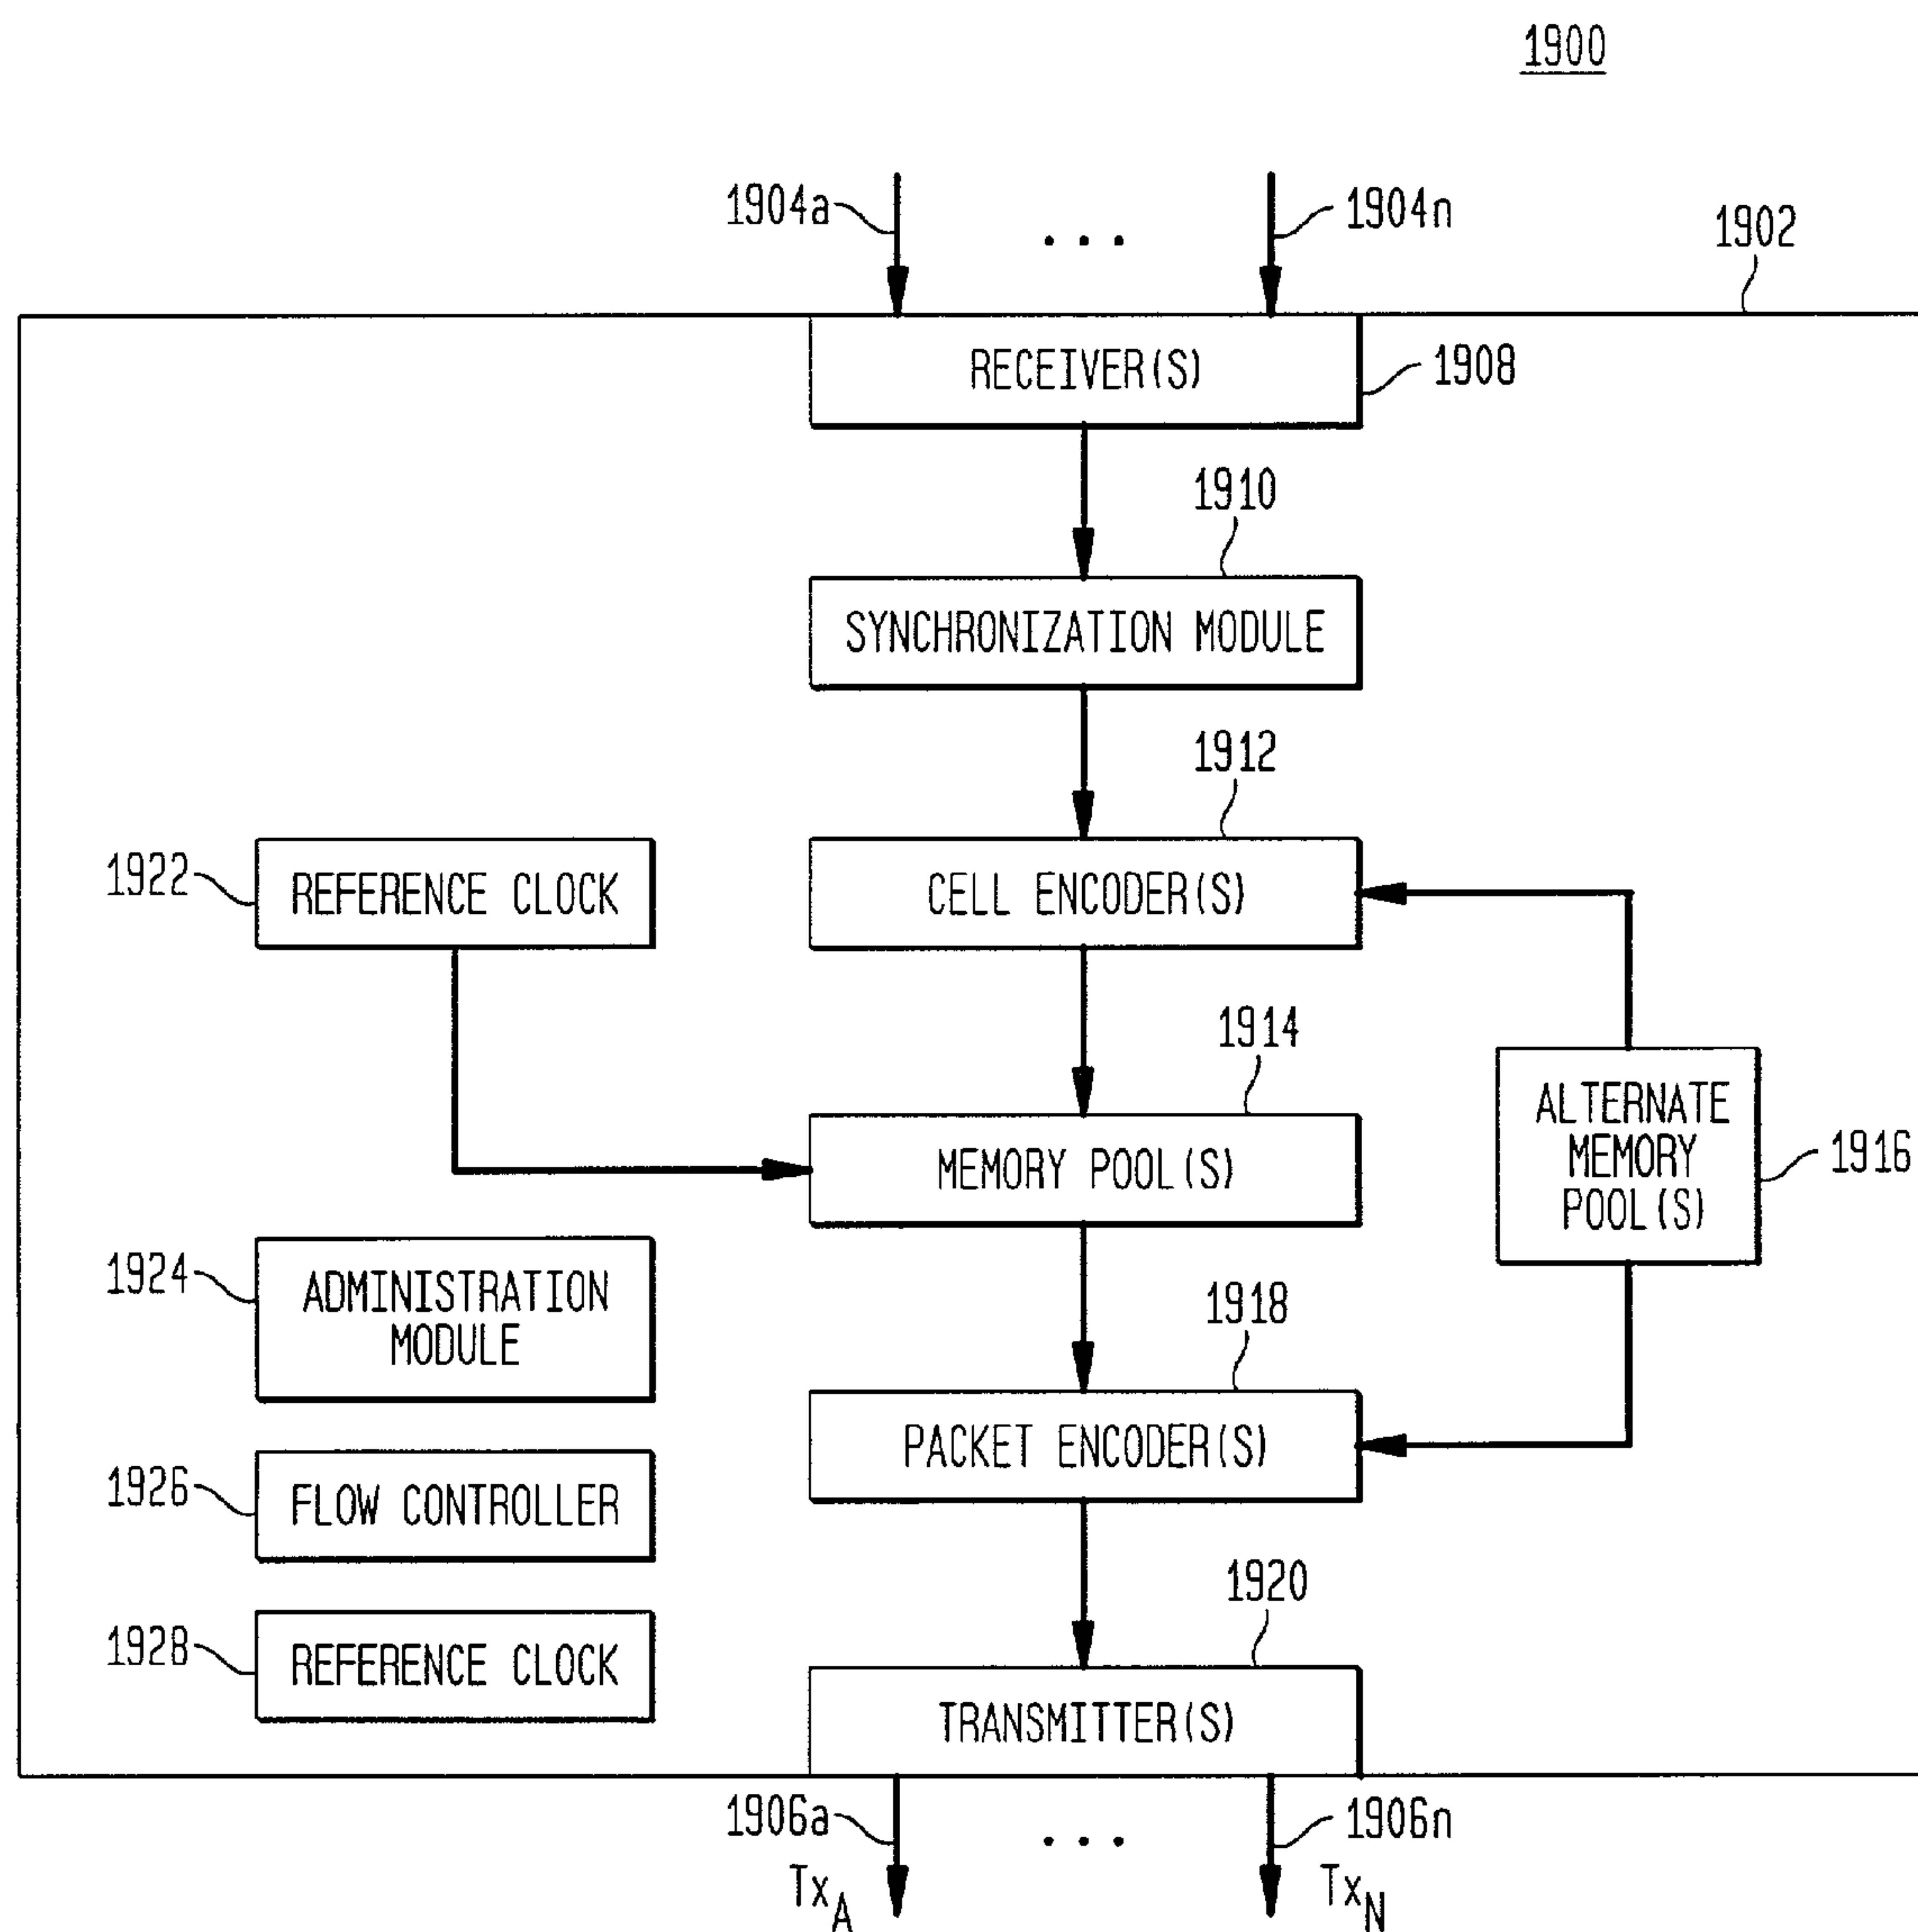 1900
1904a
. . .
1904n
1902
RECEIVER(S)
1908
1910
SYNCHRONIZATION MODULE
1912
1922
REFERENCE CLOCK
CELL ENCODER(S)
1914
MEMORY POOL(S)
ALTERNATE
MEMORY
POOL(S)
1916
1924
ADMINISTRATION
MODULE
1918
PACKET ENCODER(S)
1926
FLOW CONTROLLER
1920
1928
REFERENCE CLOCK
TRANSMITTER(S)
1906a
. . .
1906n
TxA
TxN